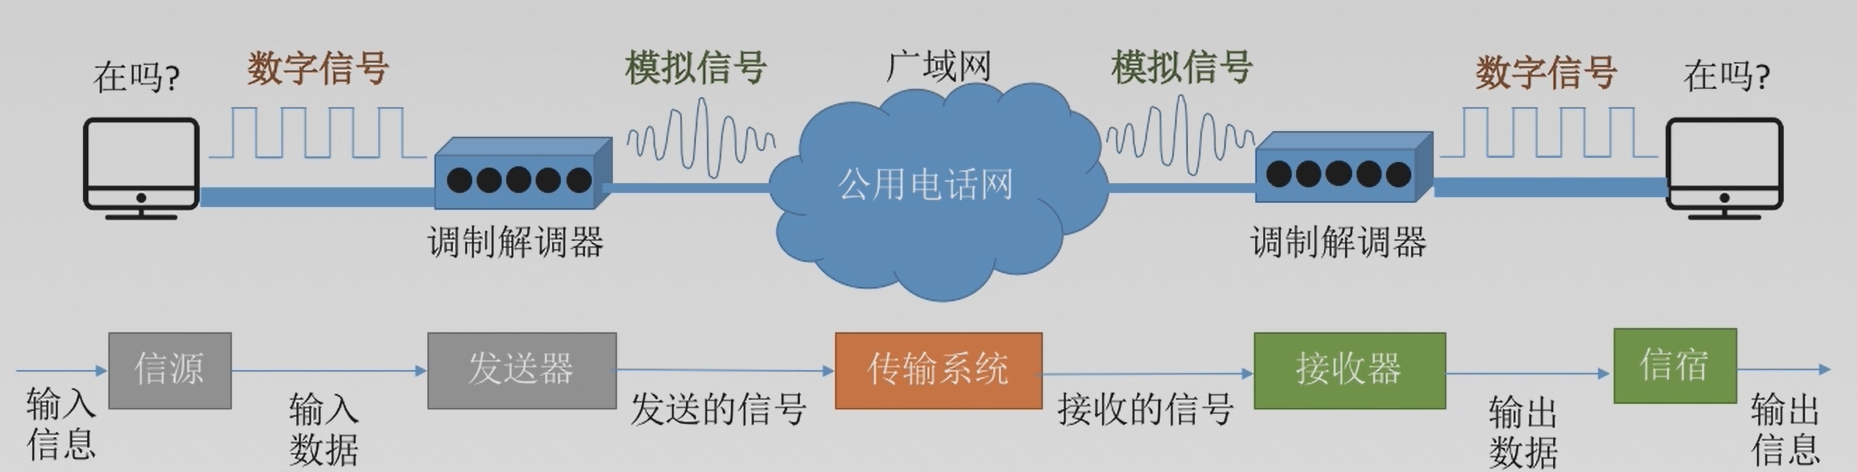 在吗?
数字信号
模拟信号
广域网
模拟信号
数字信号
在吗?
公用电话网
调制解调器
调制解调器
信源
发送器
传输系统
接收器
信宿
输入
信息
输入
数据
发送的信号
接收的信号
输出
数据
输出
信息